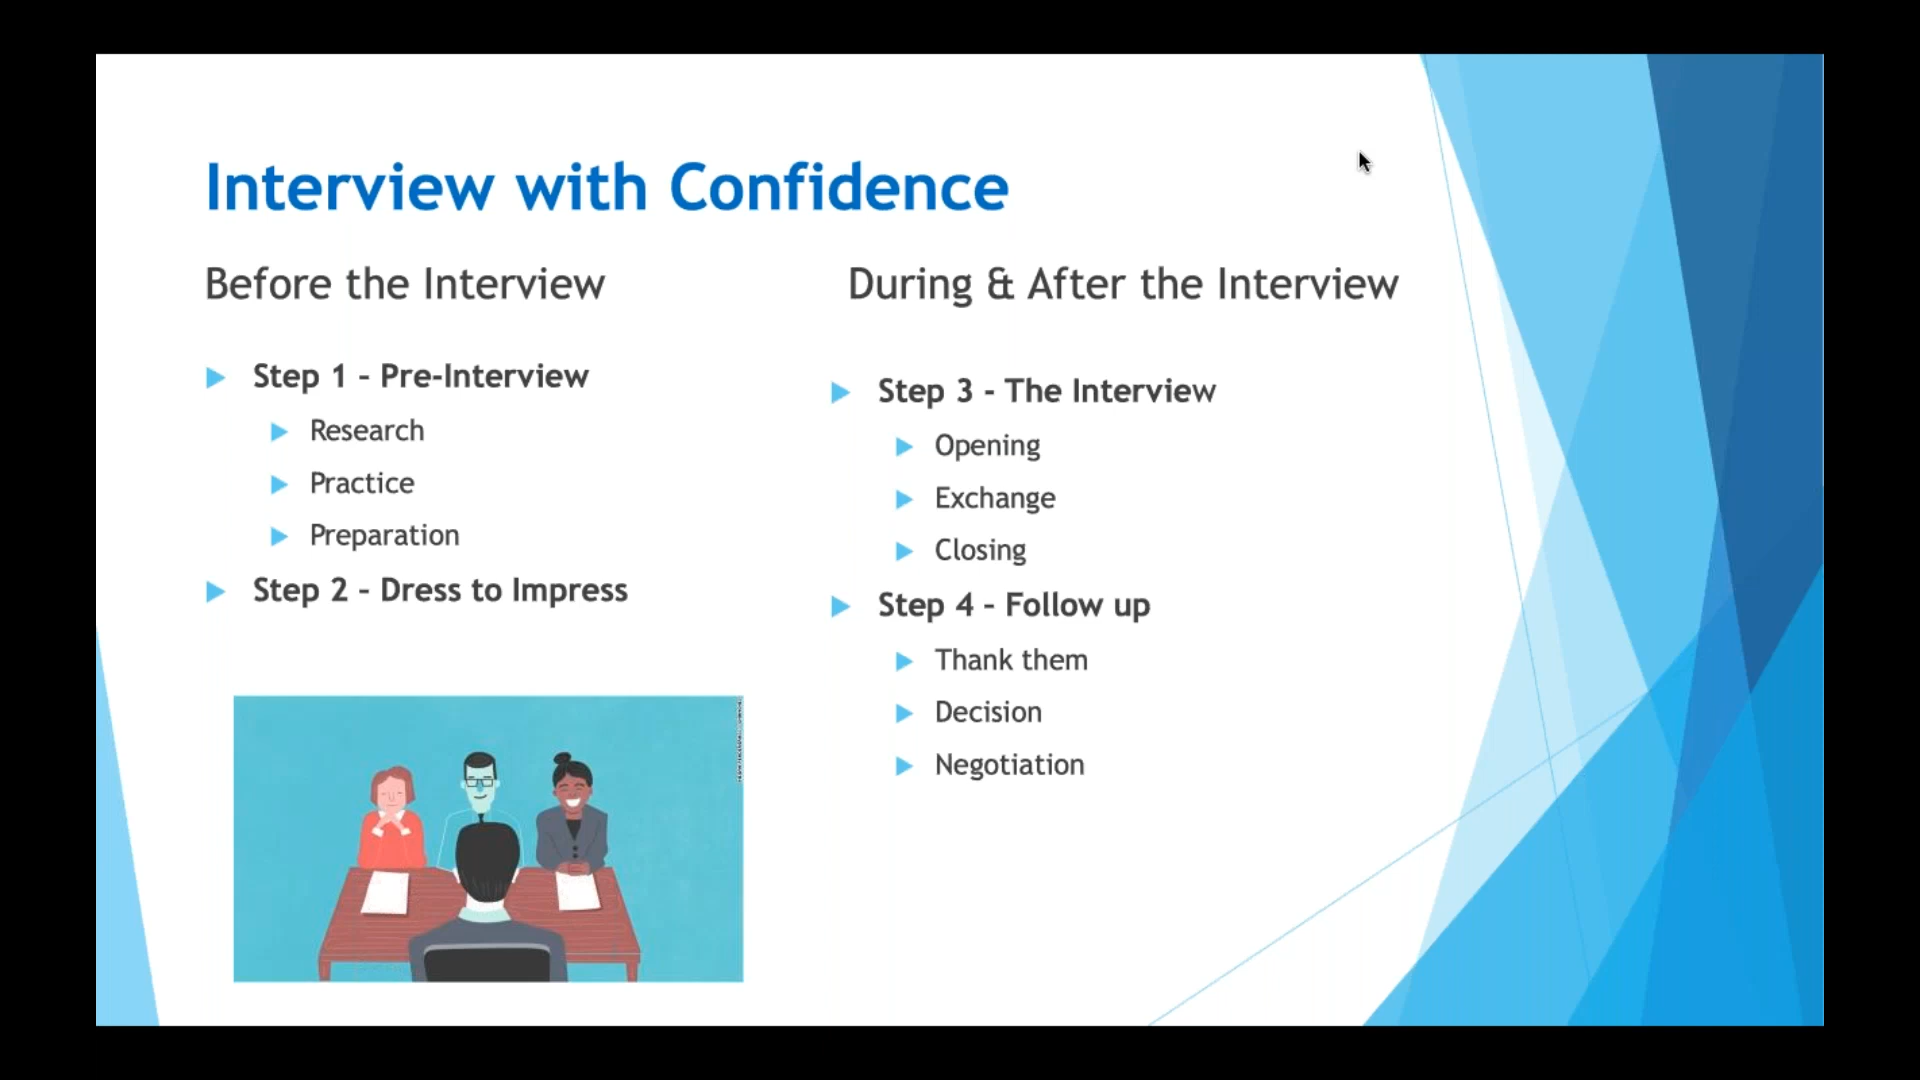 Interview with Confidence
Before the Interview
Step 1 – Pre-Interview
Research
Practice
Preparation
Step 2 – Dress to Impress
During & After the Interview
Step 3 - The Interview
Opening
Exchange
Closing
Step 4 – Follow up
Thank them
Decision
Negotiation